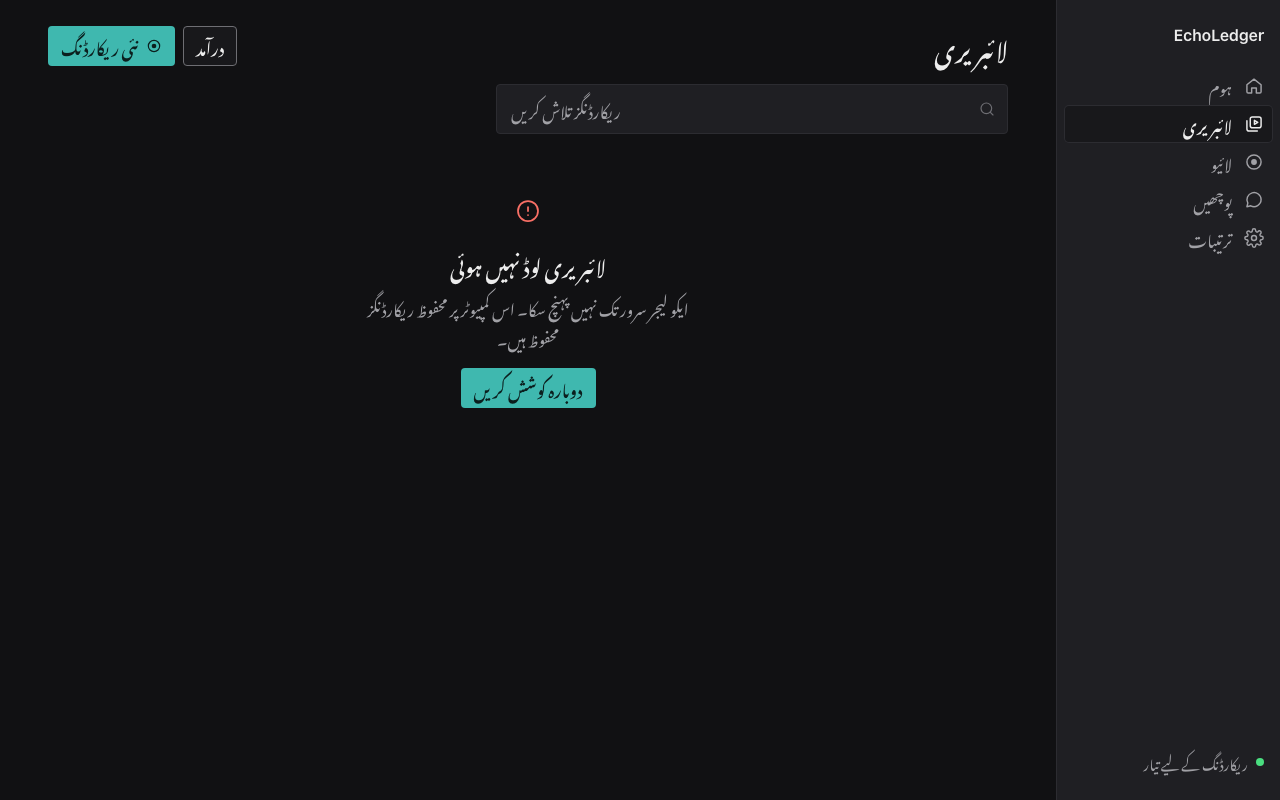 EchoLedger
ہوم
لائبریری
لائیو
پوچھیں
ترتیبات
ریکارڈنگ کے لیے تیار
لائبریری
درآمد
نئی ریکارڈنگ
ریکارڈنگز تلاش کریں
لائبریری لوڈ نہیں ہوئی
ایکو لیجر سرور تک نہیں پہنچ سکا۔ اس کمپیوٹر پر محفوظ ریکارڈنگز
محفوظ ہیں۔
دوبارہ کوشش کریں